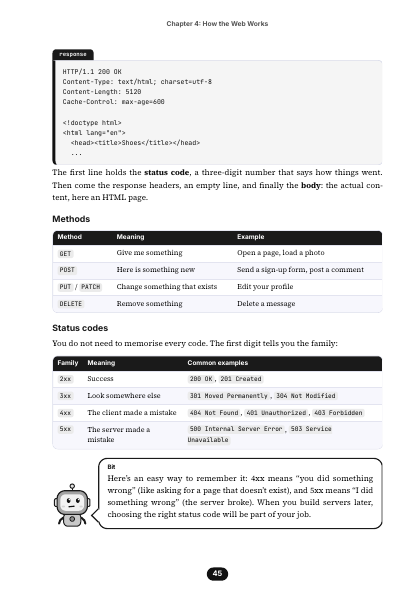 Chapter 4: How the Web Works
response
HTTP/1.1 200 OK
Content-Type: text/html; charset=utf-8
Content-Length: 5120
Cache-Control: max-age=600
<!doctype html>
<html lang="en">
<head><title>Shoes</title></head>
...
The first line holds the status code, a three-digit number that says how things went.
Then come the response headers, an empty line, and finally the body: the actual con-
tent, here an HTML page.
Methods
Method Meaning Example
GET Give me something Open a page, load a photo
POST Here is something new Send a sign-up form, post a comment
PUT / PATCH Change something that exists Edit your profile
DELETE Remove something Delete a message
Status codes
You do not need to memorise every code. The first digit tells you the family:
Family Meaning Common examples
2xx Success 200 OK, 201 Created
3xx Look somewhere else 301 Moved Permanently, 304 Not Modified
4xx The client made a mistake 404 Not Found, 401 Unauthorized, 403 Forbidden
5xx The server made a 500 Internal Server Error, 503 Service
mistake Unavailable
Bit
Here's an easy way to remember it: 4xx means “you did something
wrong” (like asking for a page that doesn't exist), and 5xx means “I did
something wrong” (the server broke). When you build servers later,
choosing the right status code will be part of your job.
45